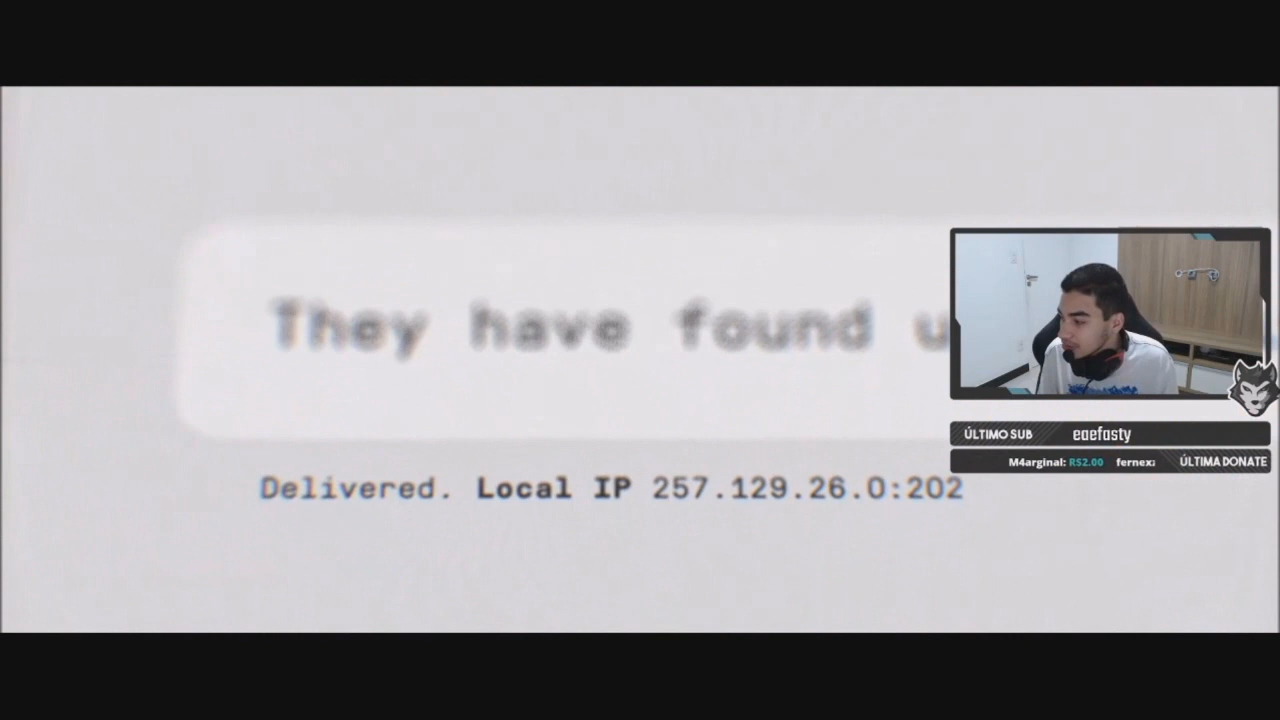 They have found
Delivered. Local IP 257.129.26.0:202
ÚLTIMO SUB eaefasty
M4arginal: R$2.00 fernex: ÚLTIMA DONATE